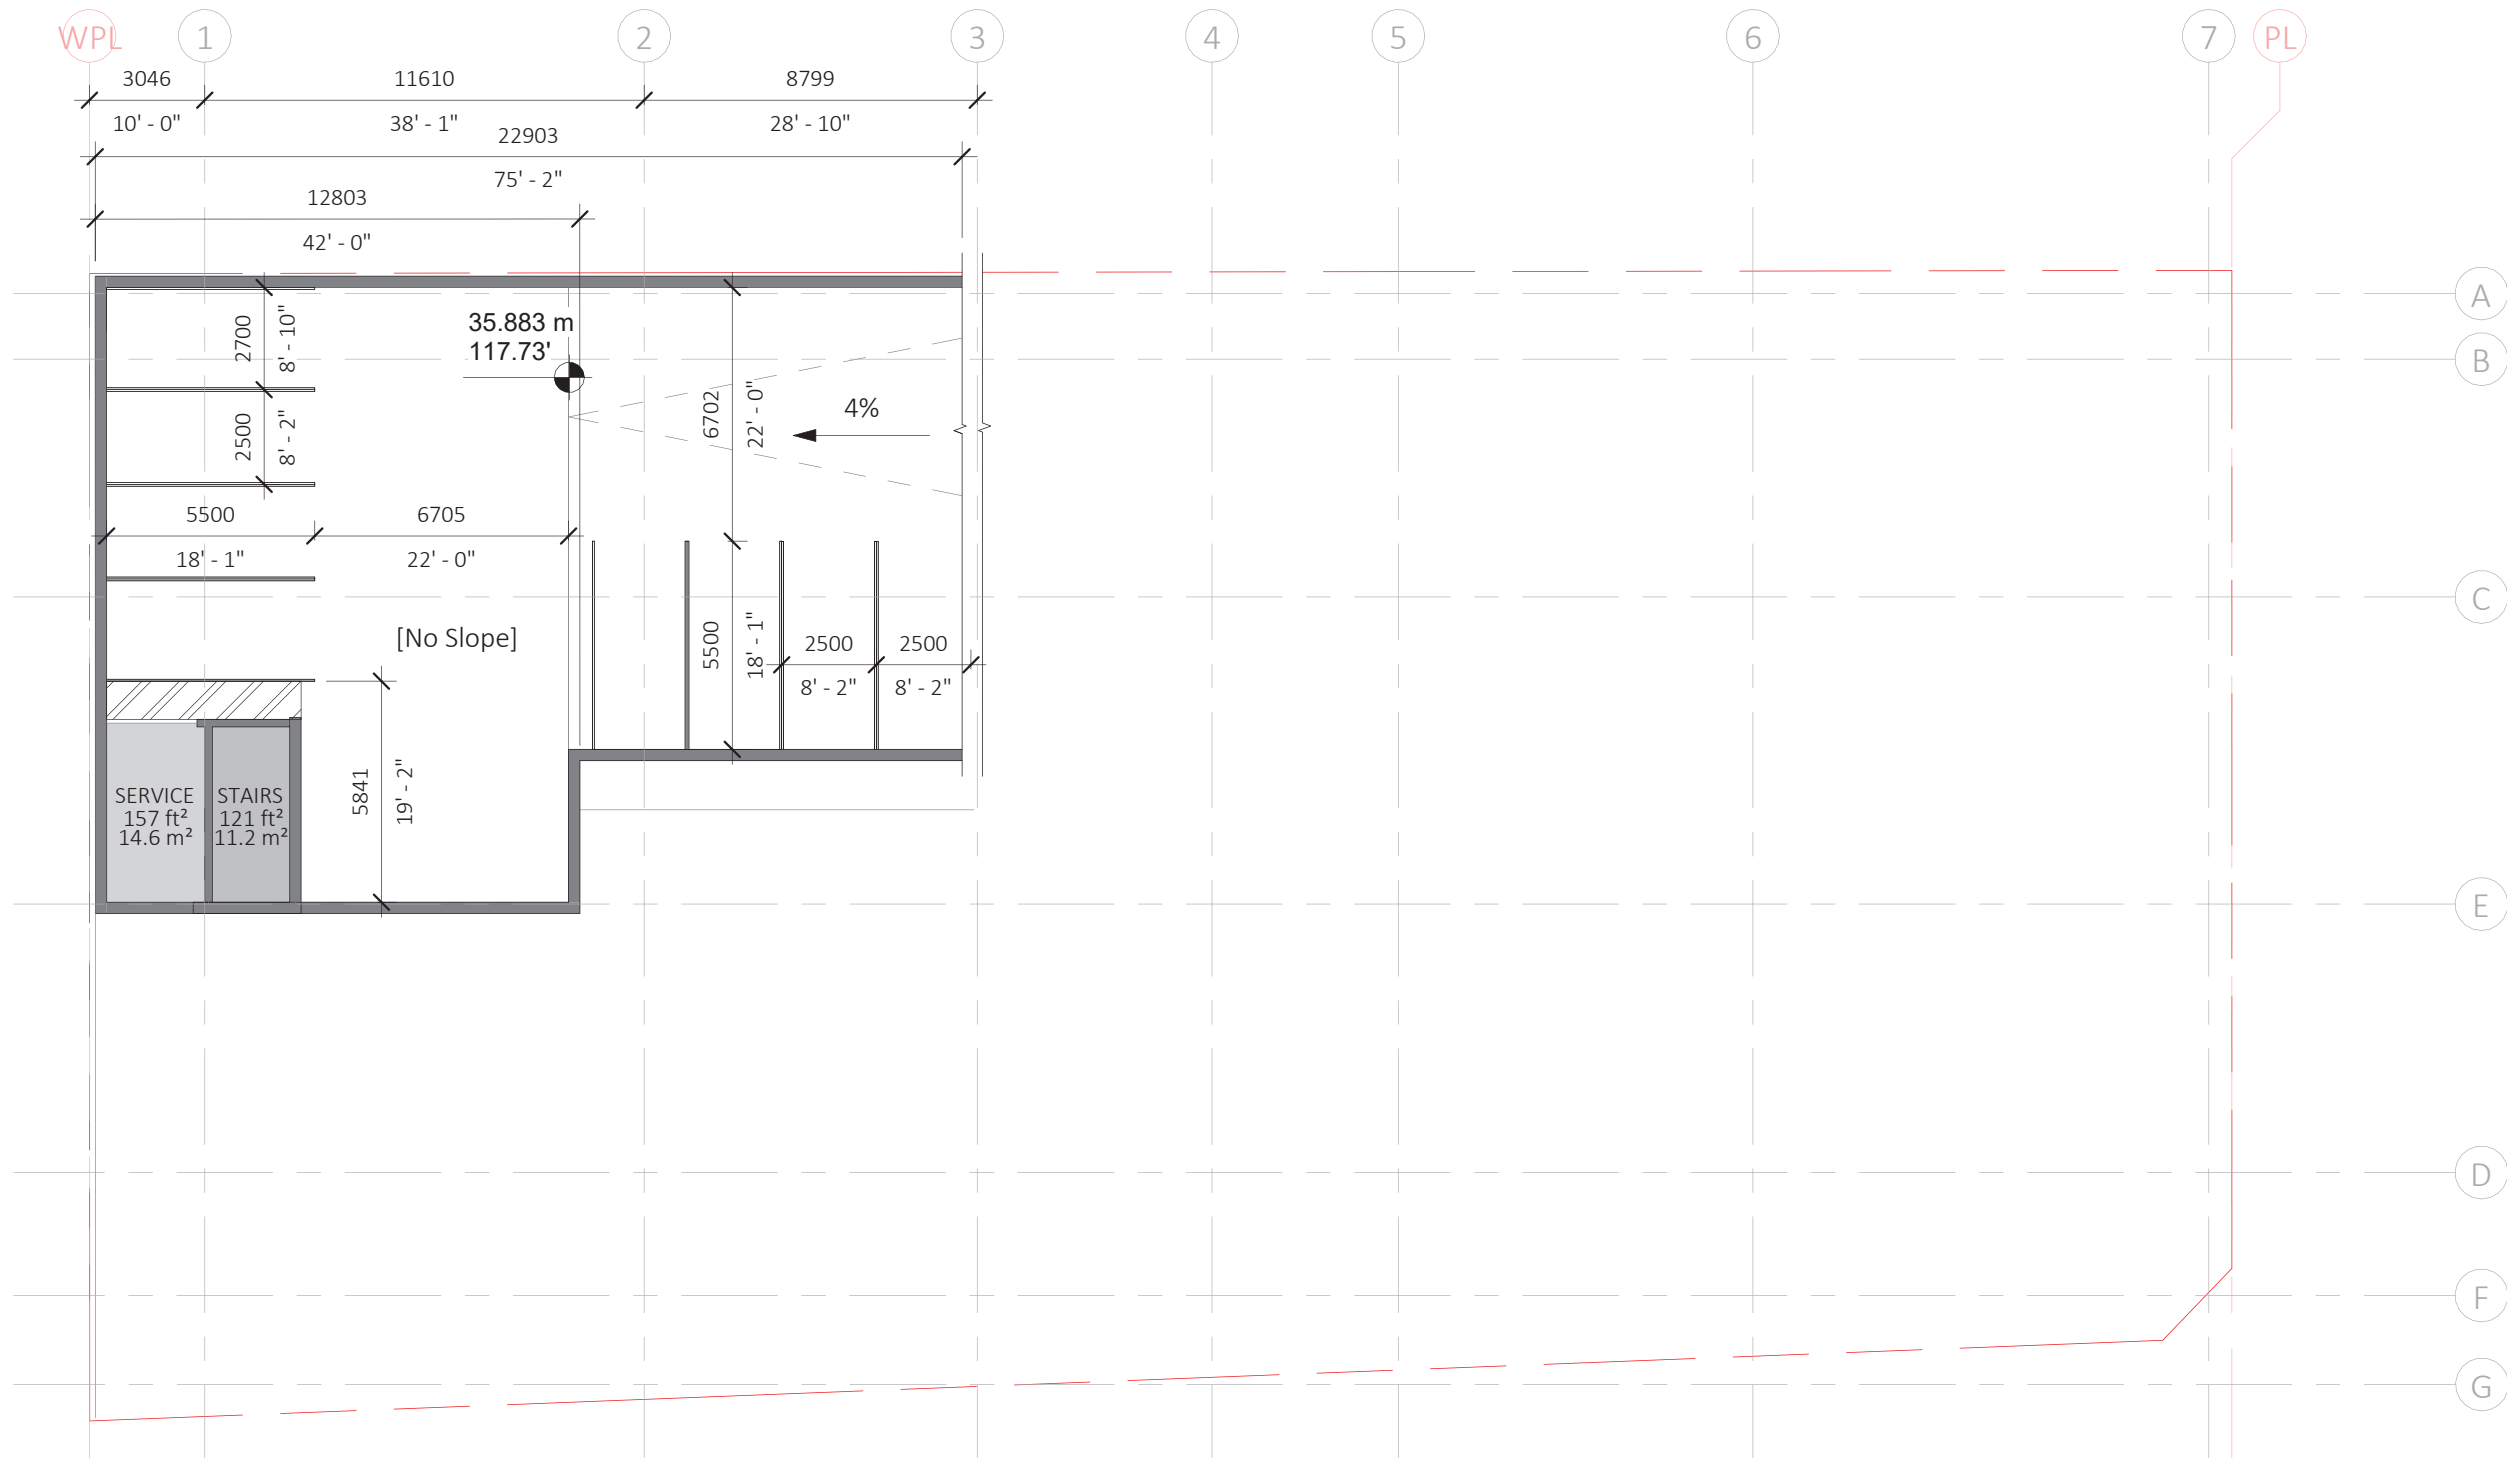 WPL
1
2
3
4
5
6
7
PL
3046
11610
8799
10' - 0"
38' - 1"
28' - 10"
22903
75' - 2"
12803
42' - 0"
A
35.883 m
117.73'
2700
8' - 10"
B
6702
22' - 0"
4%
2500
8' - 2"
5500
6705
18' - 1"
22' - 0"
C
[No Slope]
5500
18' - 1"
2500
2500
8' - 2"
8' - 2"
5841
19' - 2"
SERVICE
157 ft²
14.6 m²
STAIRS
121 ft²
11.2 m²
E
D
F
G